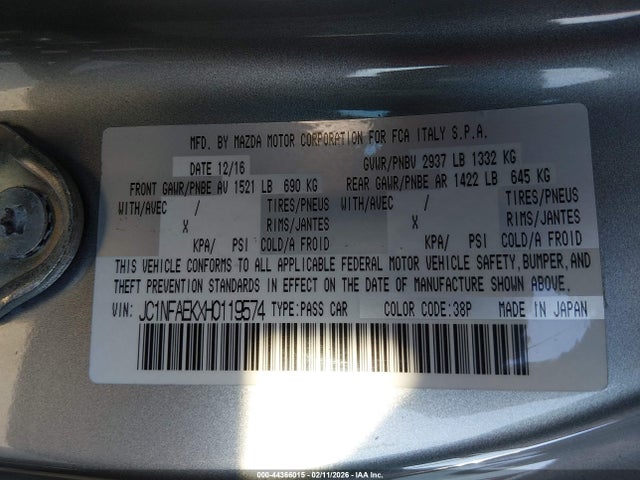 MFD. BY MAZDA MOTOR CORPORATION FOR FCA ITALY S.P.A.
DATE 12/16 GVWR/PNBV 2937 LB 1332 KG
FRONT GAWR/PNBE AV 1521 LB 690 KG REAR GAWR/PNBE AR 1422 LB 645 KG
WITH/AVEC / TIRES/PNEUS WITH/AVEC / TIRES/PNEUS
X RIMS/JANTES X RIMS/JANTES
KPA/ PSI COLD/A FROID KPA/ PSI COLD/A FROID
THIS VEHICLE CONFORMS TO ALL APPLICABLE FEDERAL MOTOR VEHICLE SAFETY, BUMPER, AND
THEFT PREVENTION STANDARDS IN EFFECT ON THE DATE OF MANUFACTURE SHOWN ABOVE.
VIN: JC1NFAEKXH0119574 TYPE: PASS CAR COLOR CODE: 38P MADE IN JAPAN
000-44365015 - 02/11/2026 - IAA Inc.